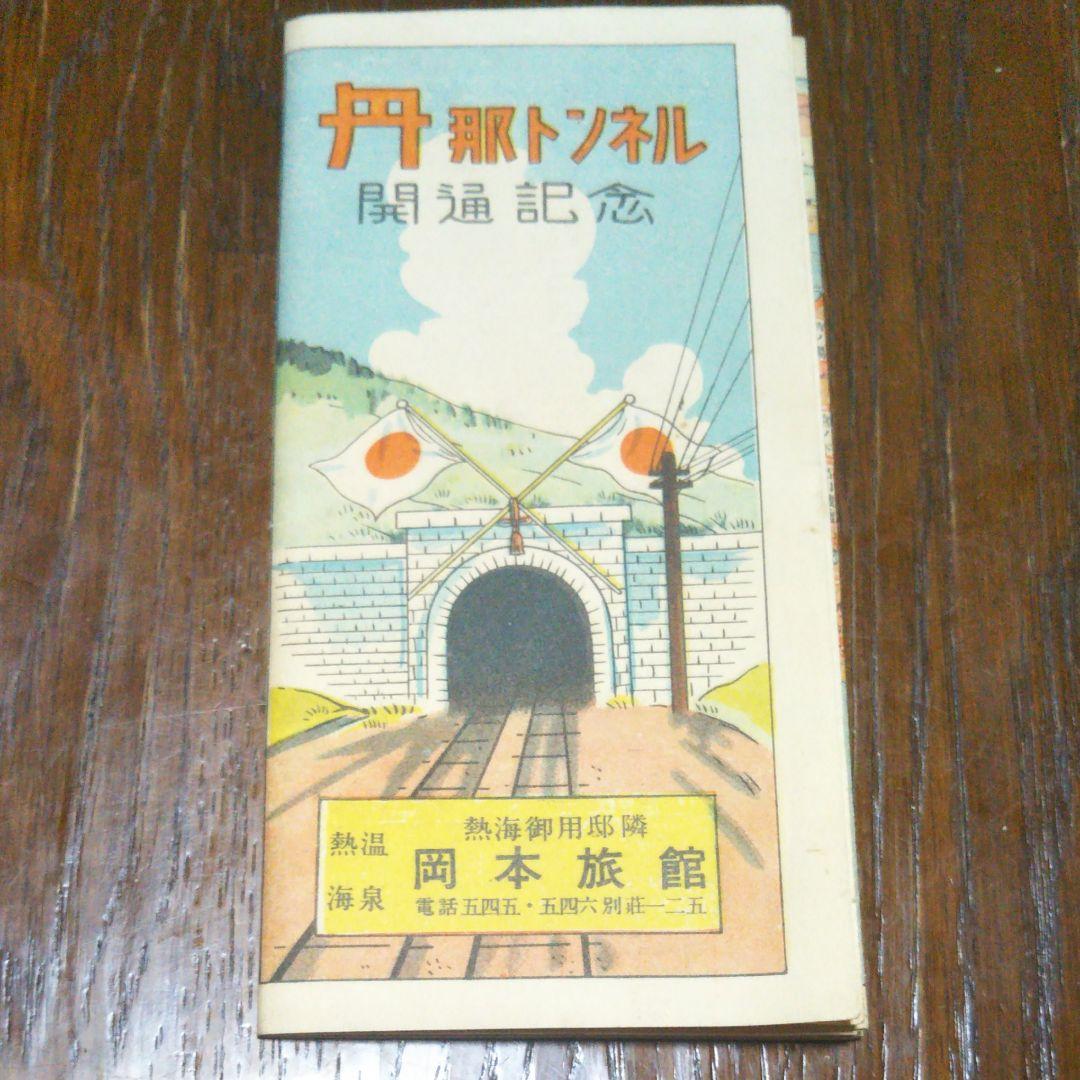 丹那トンネル
開通記念
熱海温泉
熱海御用邸隣
岡本旅館
電話五四五・五四六別荘一二五